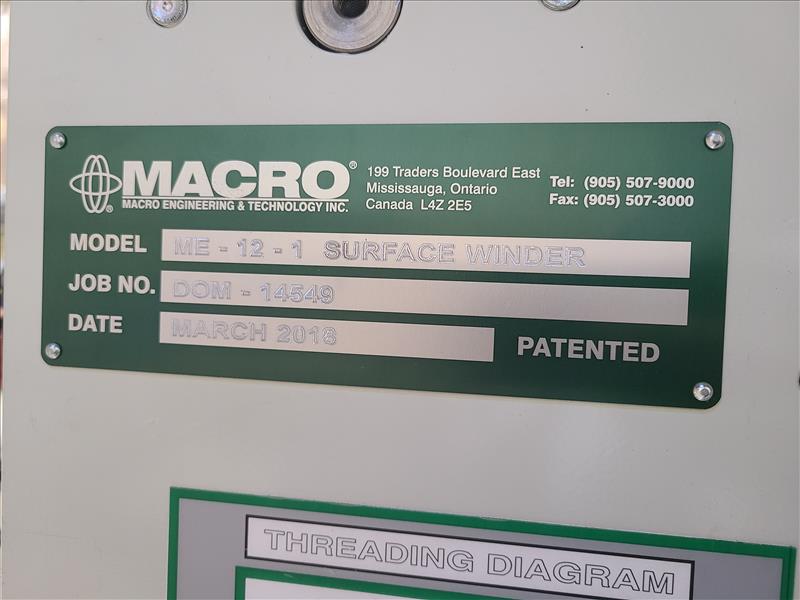 MACRO®
MACRO ENGINEERING & TECHNOLOGY INC.
®
199 Traders Boulevard East
Mississauga, Ontario
Canada L4Z 2E5
Tel: (905) 507-9000
Fax: (905) 507-3000
MODEL ME - 12 - 1 SURFACE WINDER
JOB NO. DOM - 14549
DATE MARCH 2018
PATENTED
THREADING DIAGRAM